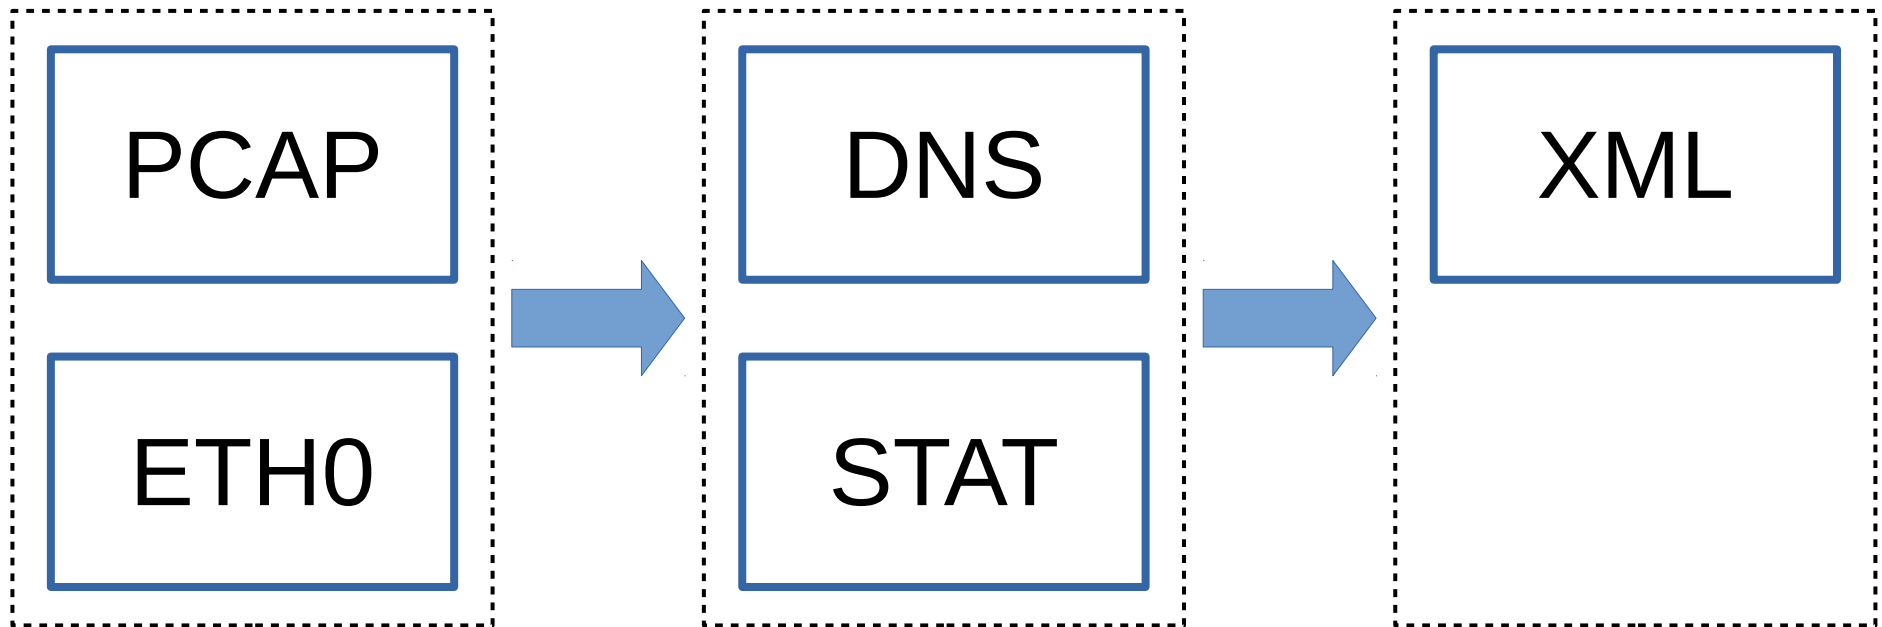 PCAP
DNS
XML
ETH0
STAT